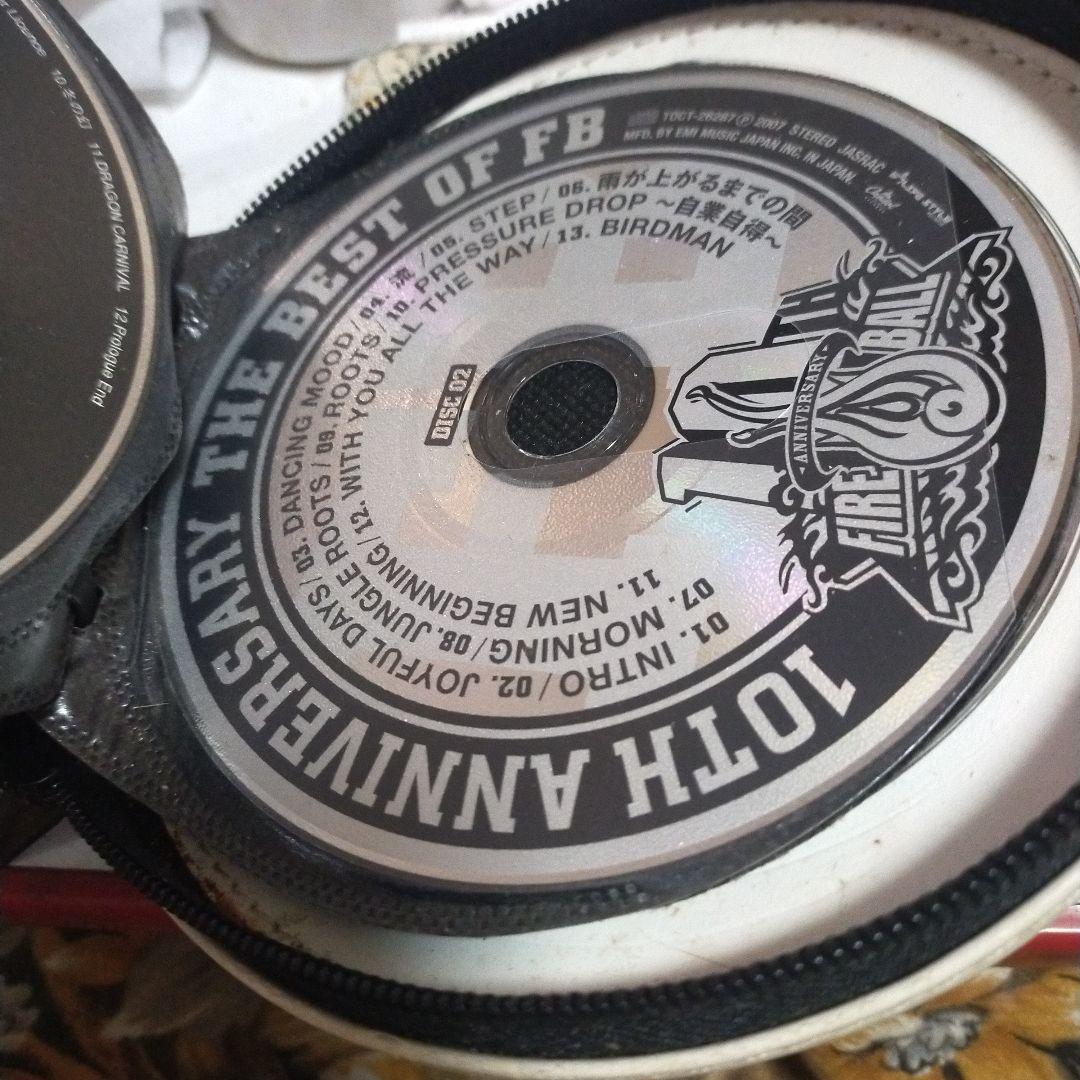 10TH ANNIVERSARY THE BEST OF FB
TOCT-26267 Ⓟ 2007 STEREO JASRAC
MFD. BY EMI MUSIC JAPAN INC. IN JAPAN.
01. INTRO / 02. JOYFUL DAYS / 03. DANCING MOOD / 04. 流 / 05. STEP / 06. 雨が上がるまでの間
07. MORNING / 08. JUNGLE ROOTS / 09. ROOTS / 10. PRESSURE DROP ～自業自得～
11. NEW BEGINNING / 12. WITH YOU ALL THE WAY / 13. BIRDMAN
DISC 02
10TH
ANNIVERSARY
FIRE BALL
11.DRAGON CARNIVAL 12.Prologue End